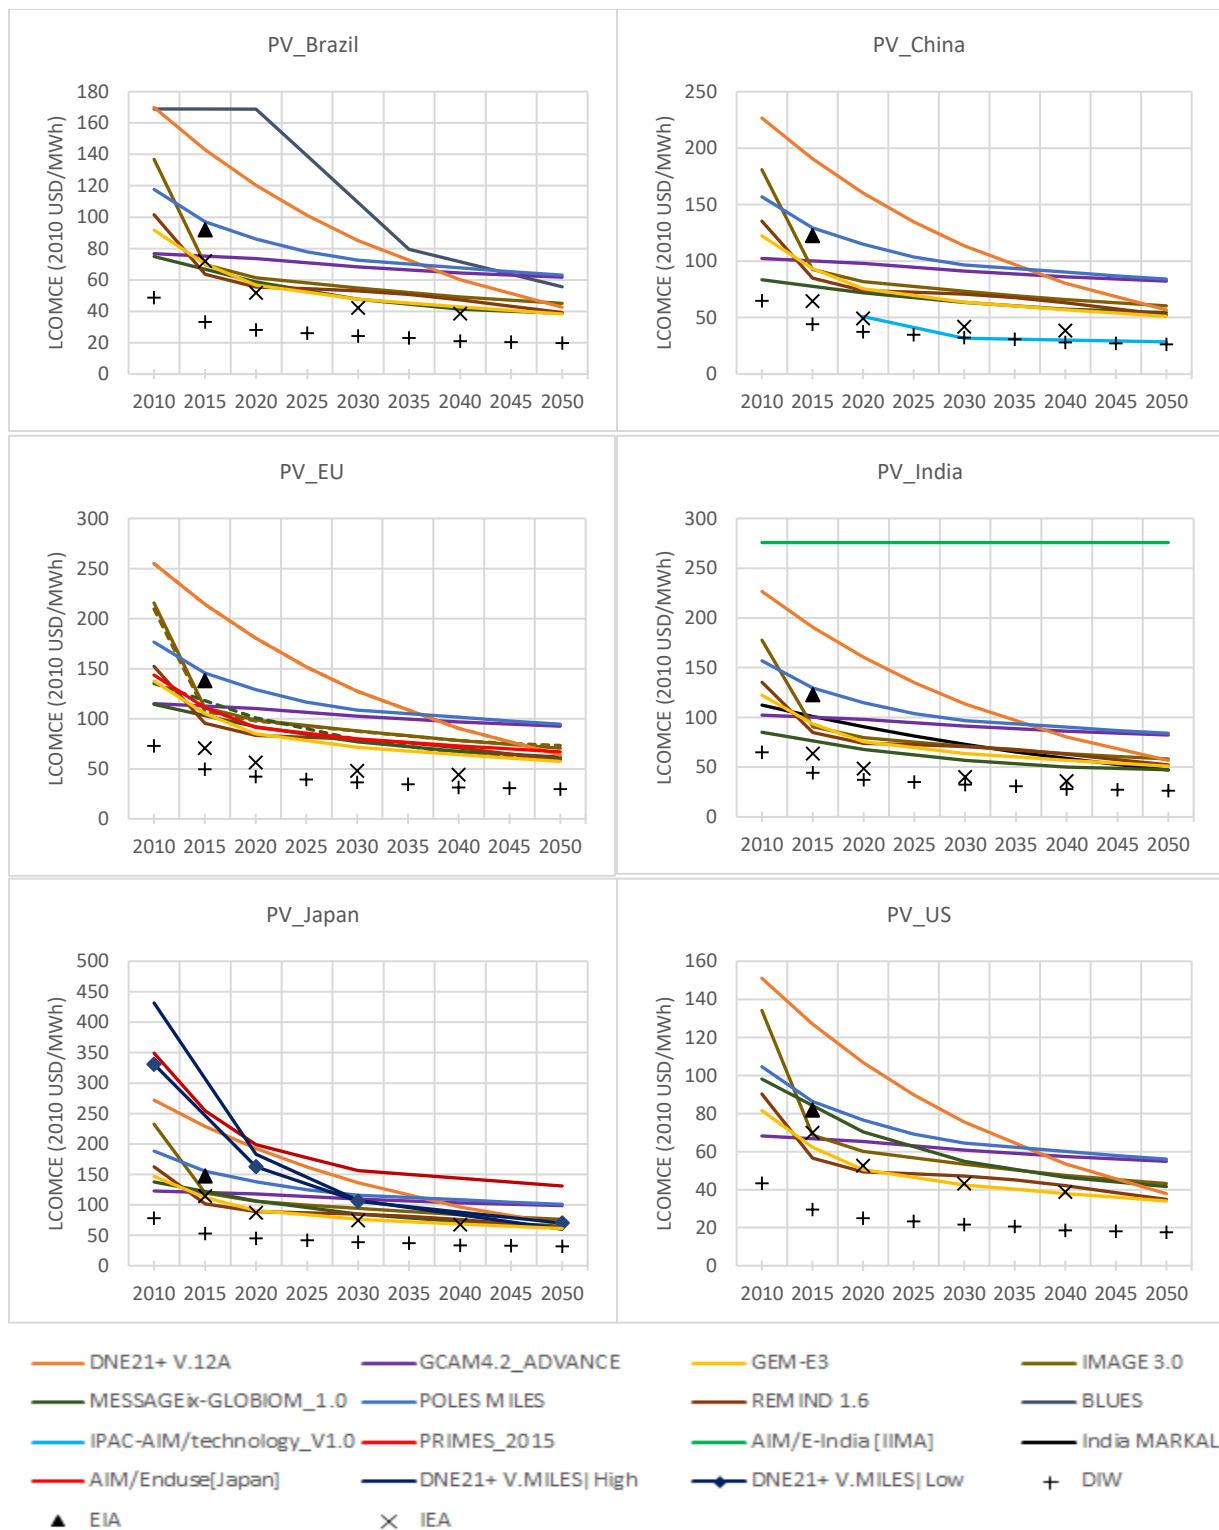 PV_Brazil
LCOMCE (2010 USD/MWh)
180
160
140
120
100
80
60
40
20
0
2010 2015 2020 2025 2030 2035 2040 2045 2050
PV_China
LCOMCE (2010 USD/MWh)
250
200
150
100
50
0
2010 2015 2020 2025 2030 2035 2040 2045 2050
PV_EU
LCOMCE (2010 USD/MWh)
300
250
200
150
100
50
0
2010 2015 2020 2025 2030 2035 2040 2045 2050
PV_India
LCOMCE (2010 USD/MWh)
300
250
200
150
100
50
0
2010 2015 2020 2025 2030 2035 2040 2045 2050
PV_Japan
LCOMCE (2010 USD/MWh)
500
450
400
350
300
250
200
150
100
50
0
2010 2015 2020 2025 2030 2035 2040 2045 2050
PV_US
LCOMCE (2010 USD/MWh)
160
140
120
100
80
60
40
20
0
2010 2015 2020 2025 2030 2035 2040 2045 2050
DNE21+ V.12A GCAM4.2_ADVANCE GEM-E3 IMAGE 3.0
MESSAGEix-GLOBIOM_1.0 POLES MILES REMIND 1.6 BLUES
IPAC-AIM/technology_V1.0 PRIMES_2015 AIM/E-India [IIMA] India MARKAL
AIM/Enduse[Japan] DNE21+ V.MILES| High DNE21+ V.MILES| Low DIW
EIA IEA